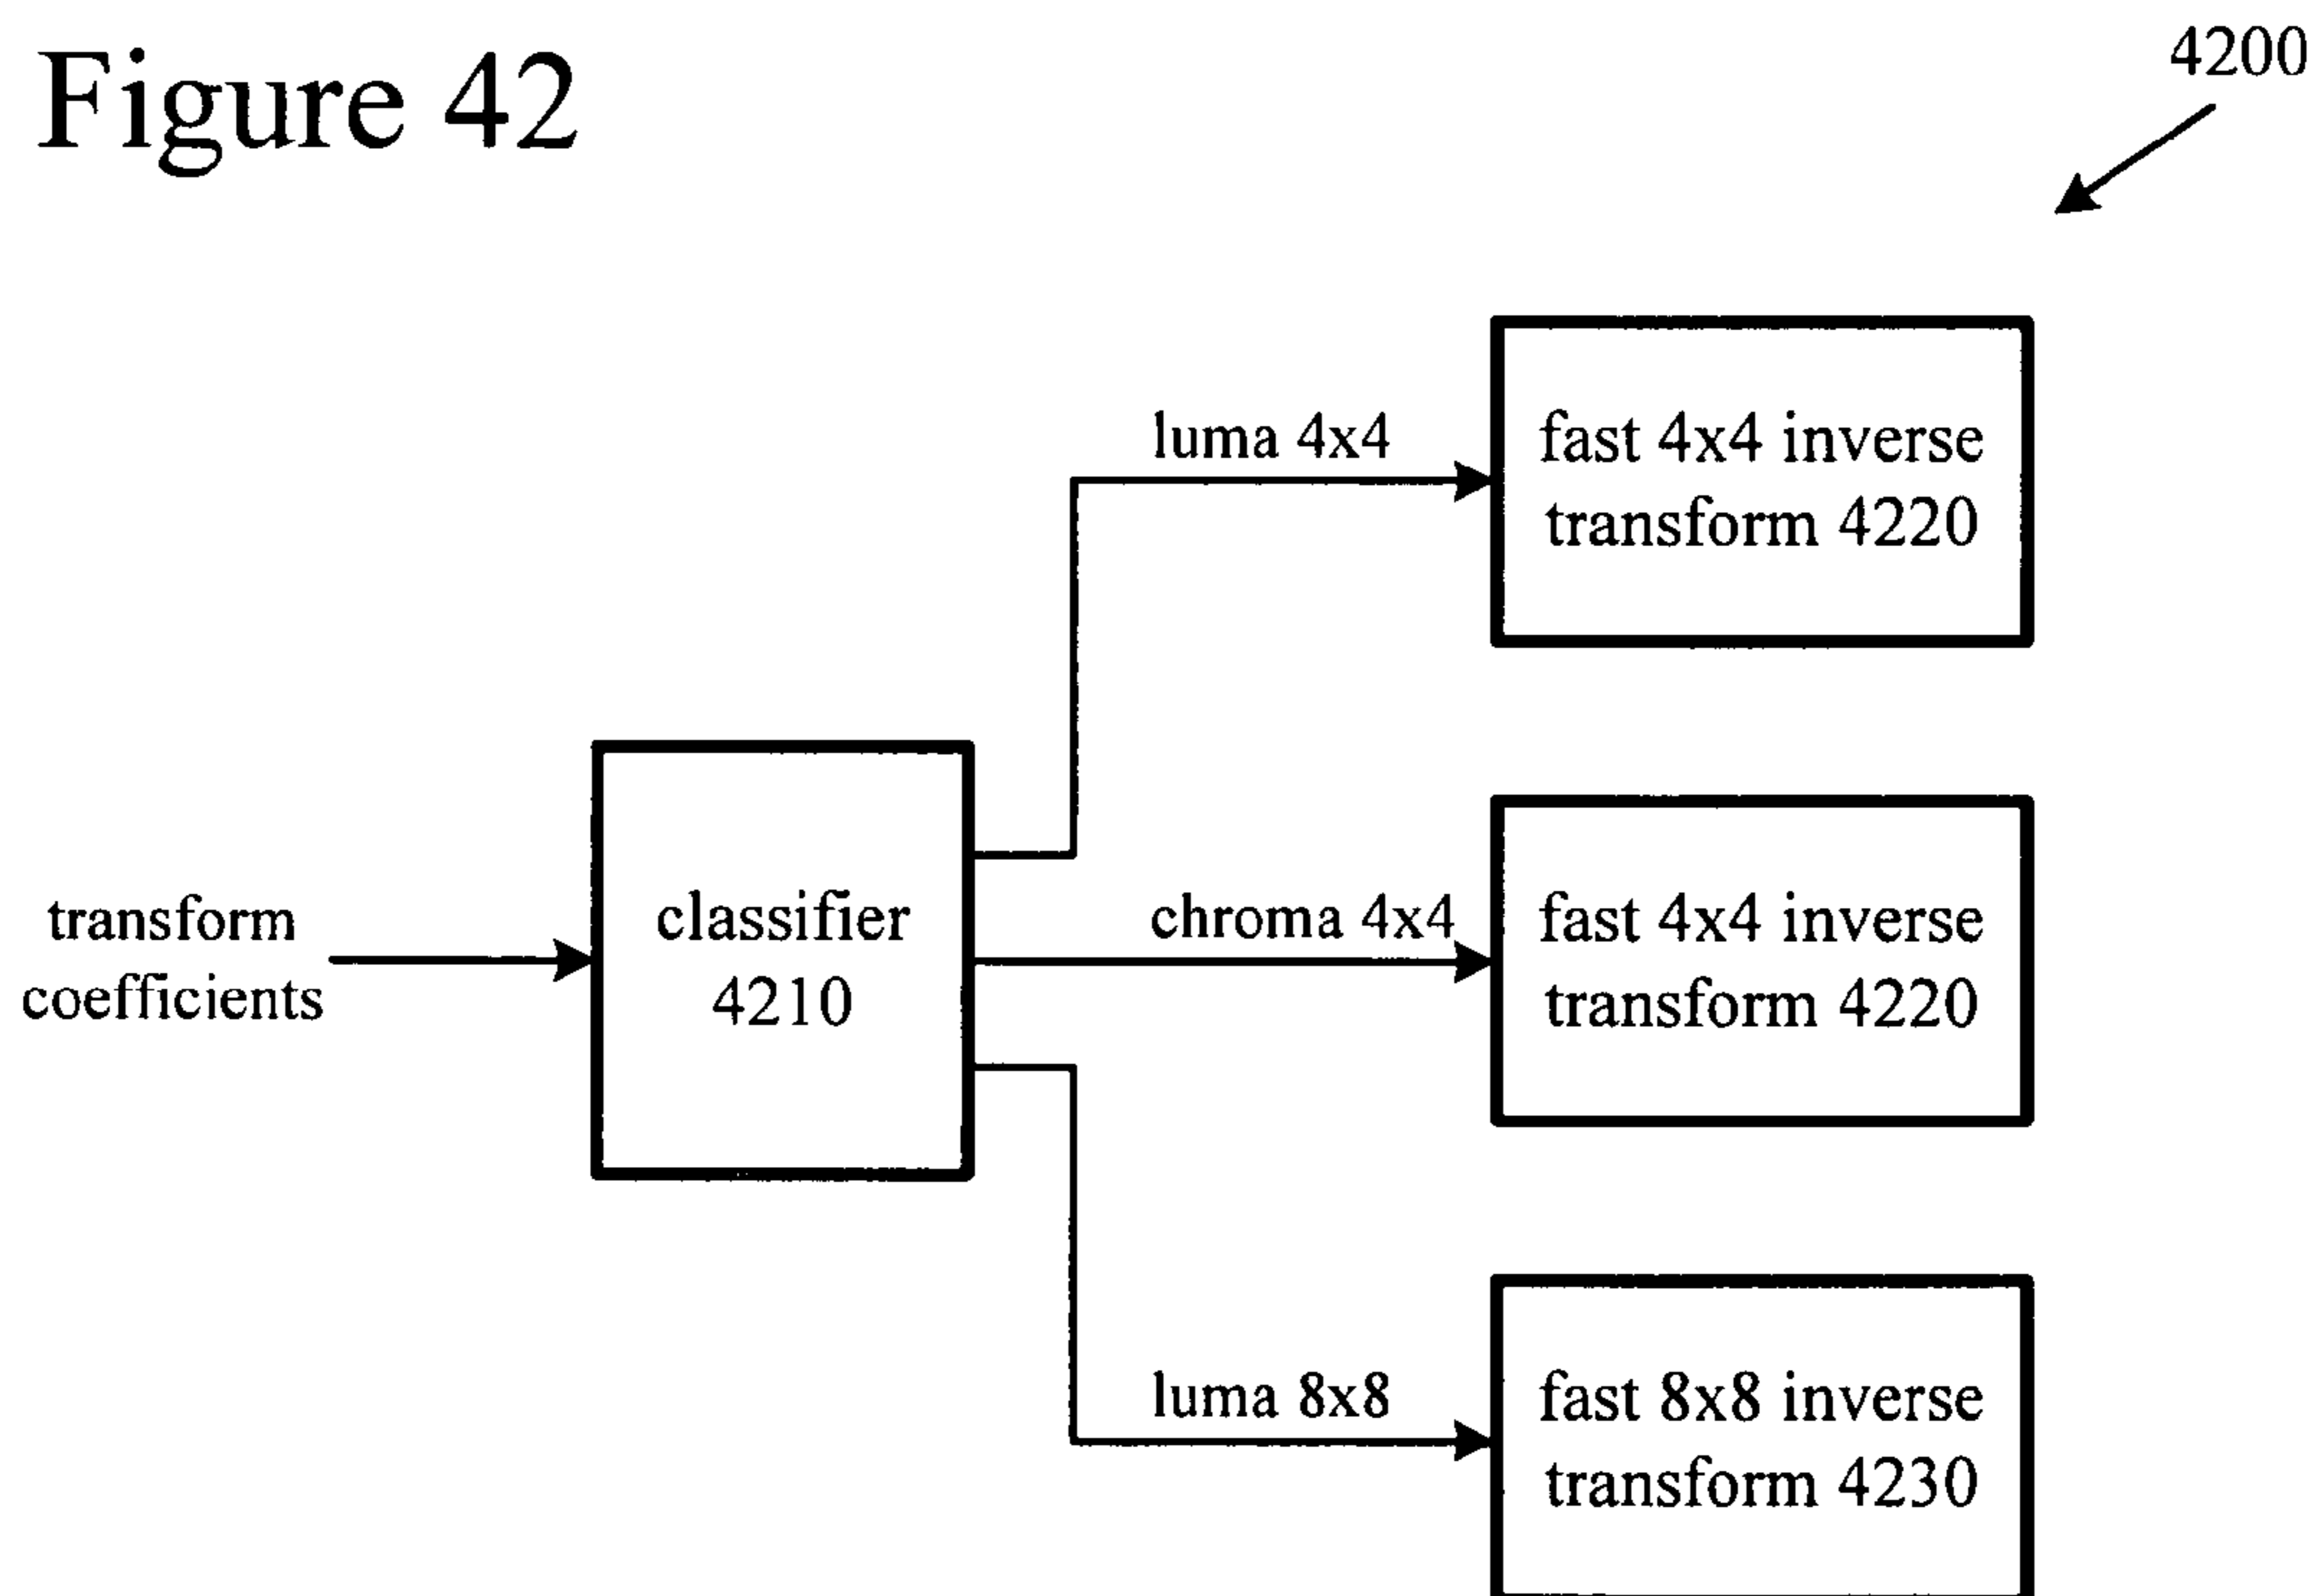 Figure 42
4200
luma 4x4
fast 4x4 inverse
transform 4220
transform
coefficients
classifier
4210
chroma 4x4
fast 4x4 inverse
transform 4220
luma 8x8
fast 8x8 inverse
transform 4230